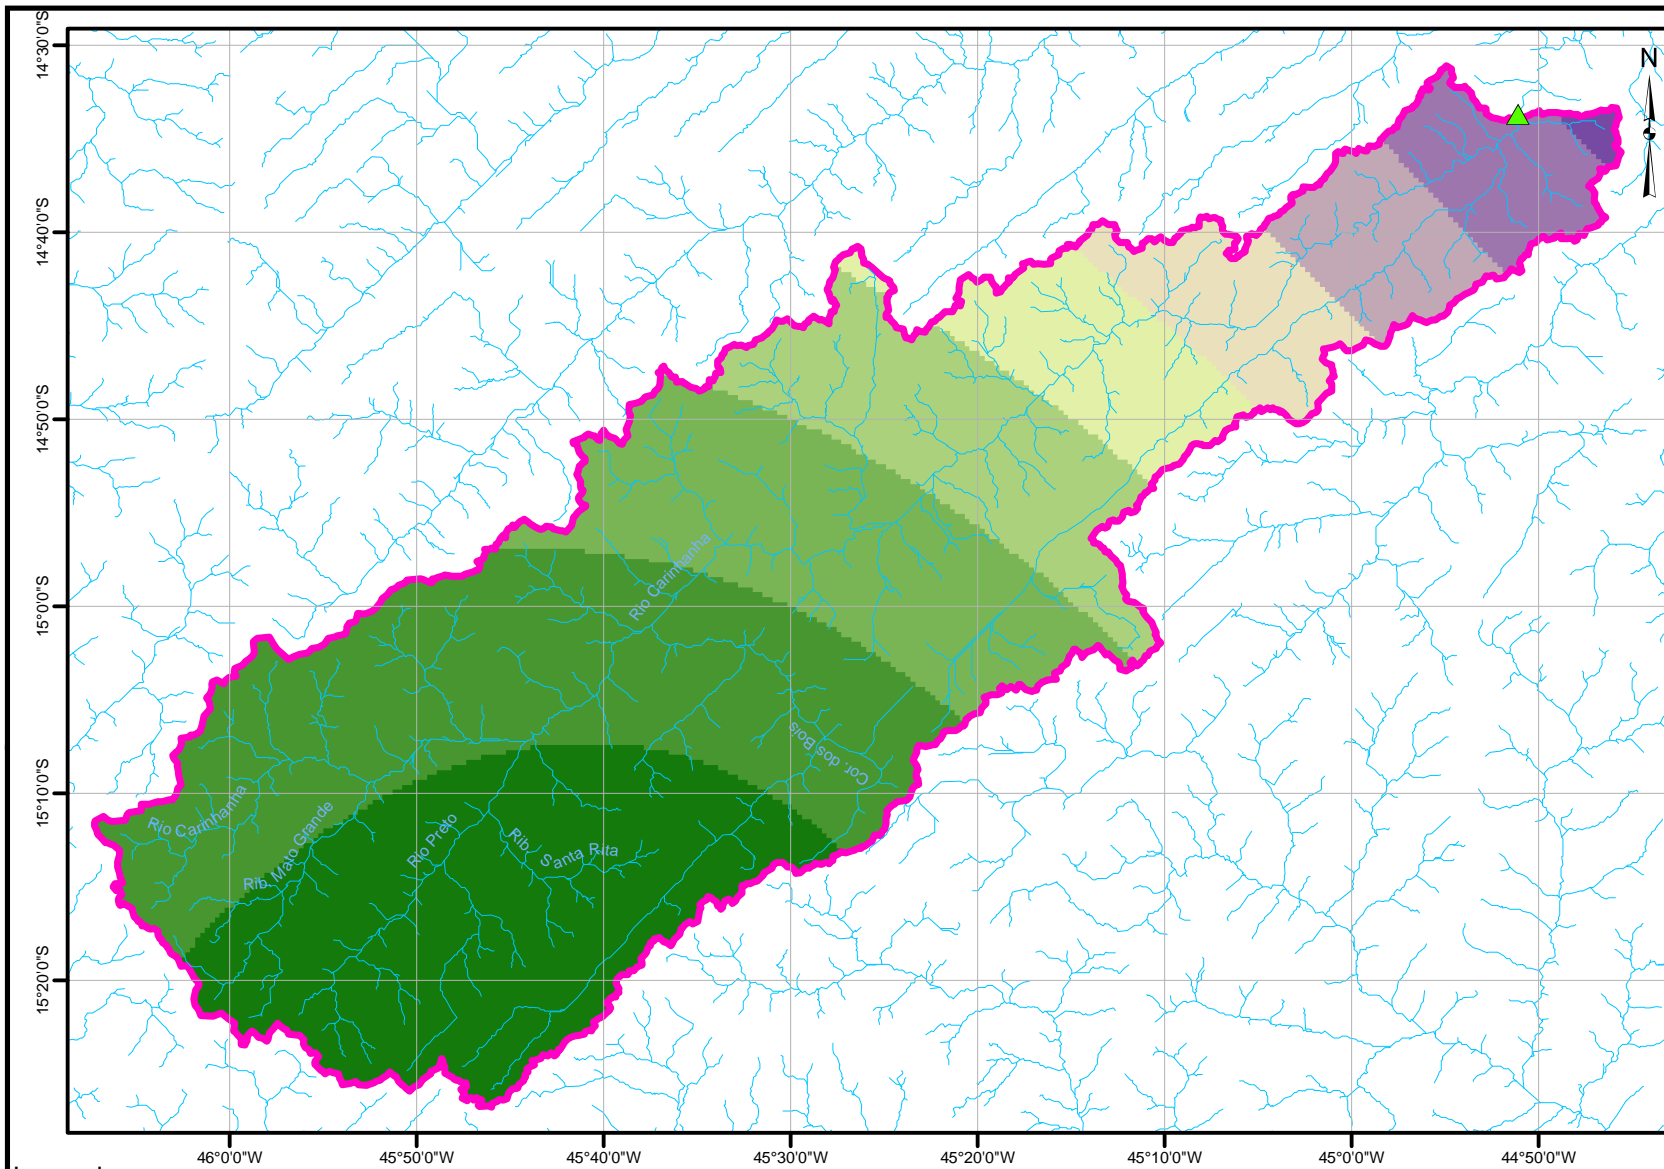 N
14°30'0"S
14°40'0"S
14°50'0"S
15°0'0"S
15°10'0"S
15°20'0"S
Rio Carinhanha
Cor. dos Bois
Rio Carinhanha
Rib. Mato Grande
Rio Preto
Rib. Santa Rita
46°0'0"W
45°50'0"W
45°40'0"W
45°30'0"W
45°20'0"W
45°10'0"W
45°0'0"W
44°50'0"W